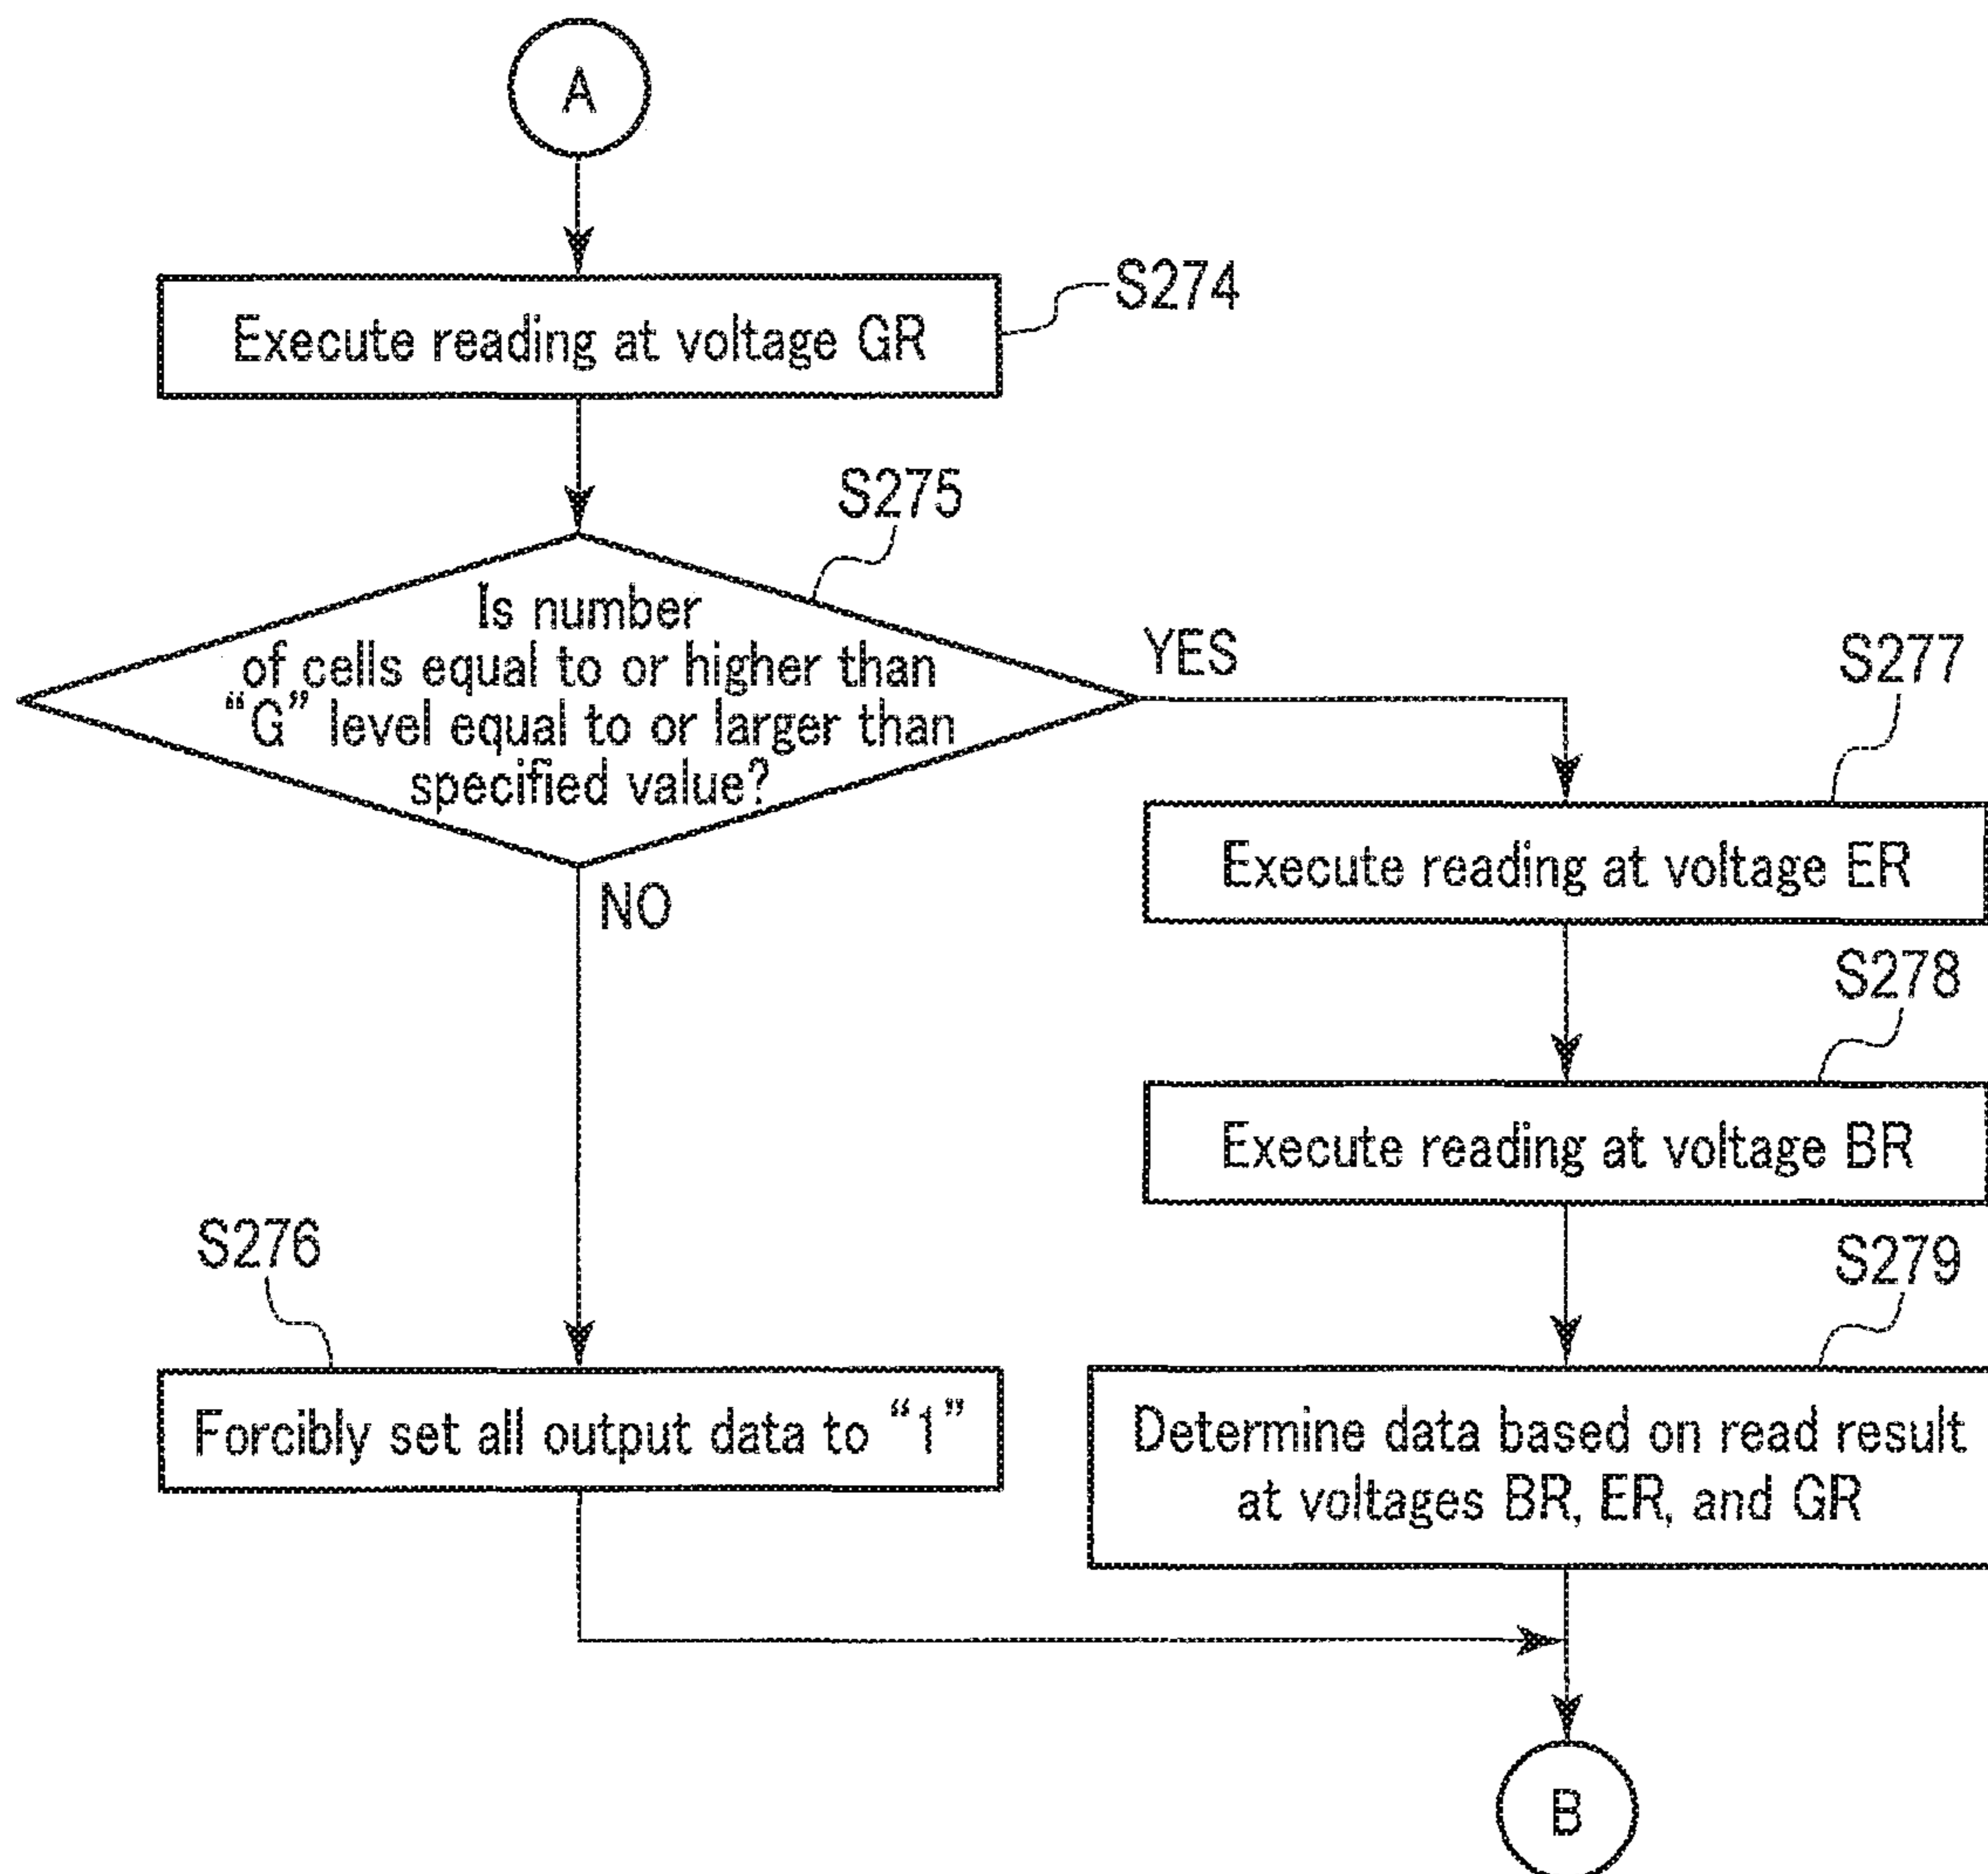 A
Execute reading at voltage GR
S274
S275
Is number
of cells equal to or higher than
“G” level equal to or larger than
specified value?
YES
NO
S277
Execute reading at voltage ER
S278
Execute reading at voltage BR
S276
Forcibly set all output data to “1”
S279
Determine data based on read result
at voltages BR, ER, and GR
B